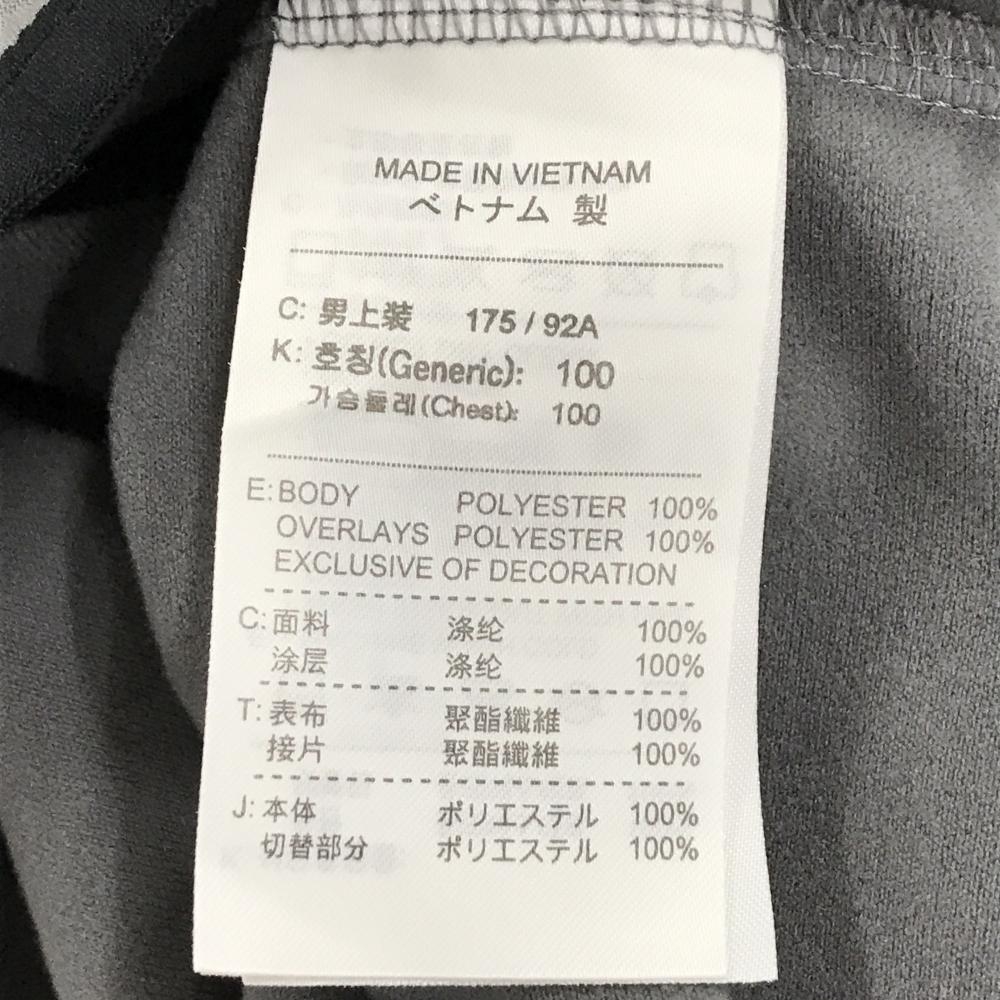 MADE IN VIETNAM
ベトナム 製
C: 男上装 175 / 92A
K: 호칭(Generic): 100
가슴둘레(Chest): 100
E: BODY POLYESTER 100%
OVERLAYS POLYESTER 100%
EXCLUSIVE OF DECORATION
C: 面料 涤纶 100%
涂层 涤纶 100%
T: 表布 聚酯纖維 100%
接片 聚酯纖維 100%
J: 本体 ポリエステル 100%
切替部分 ポリエステル 100%